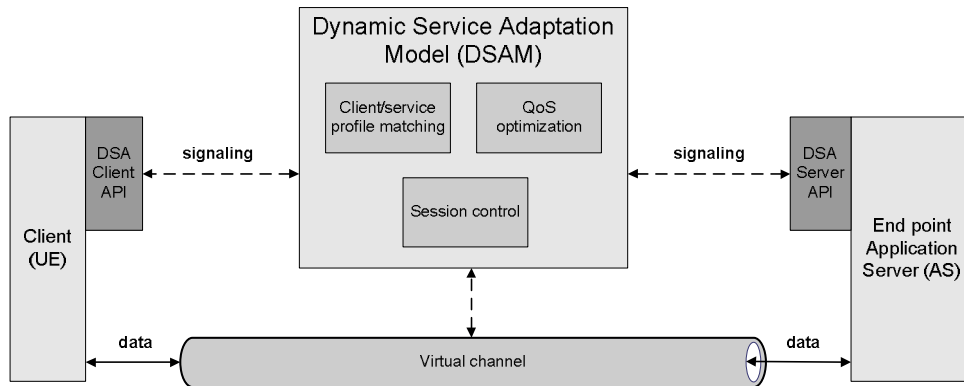 Dynamic Service Adaptation
Model (DSAM)
Client/service
profile matching
QoS
optimization
Session control
DSA
Client
API
signaling
signaling
DSA
Server
API
Client
(UE)
End point
Application
Server (AS)
data
Virtual channel
data